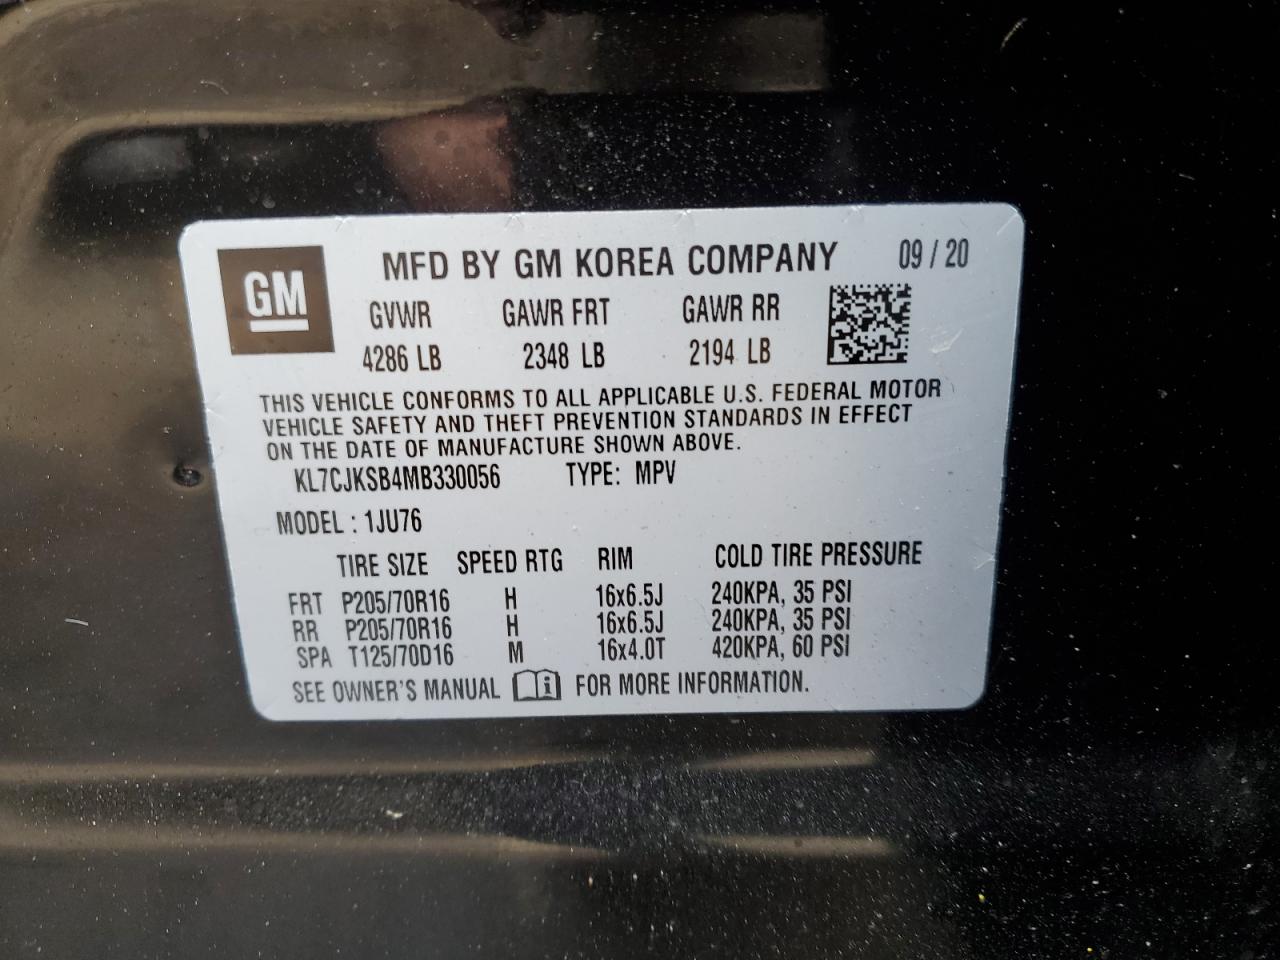 GM
MFD BY GM KOREA COMPANY 09 / 20
GVWR GAWR FRT GAWR RR
4286 LB 2348 LB 2194 LB
THIS VEHICLE CONFORMS TO ALL APPLICABLE U.S. FEDERAL MOTOR
VEHICLE SAFETY AND THEFT PREVENTION STANDARDS IN EFFECT
ON THE DATE OF MANUFACTURE SHOWN ABOVE.
KL7CJKSB4MB330056 TYPE: MPV
MODEL : 1JU76
TIRE SIZE SPEED RTG RIM COLD TIRE PRESSURE
FRT P205/70R16 H 16x6.5J 240KPA, 35 PSI
RR P205/70R16 H 16x6.5J 240KPA, 35 PSI
SPA T125/70D16 M 16x4.0T 420KPA, 60 PSI
SEE OWNER'S MANUAL i FOR MORE INFORMATION.